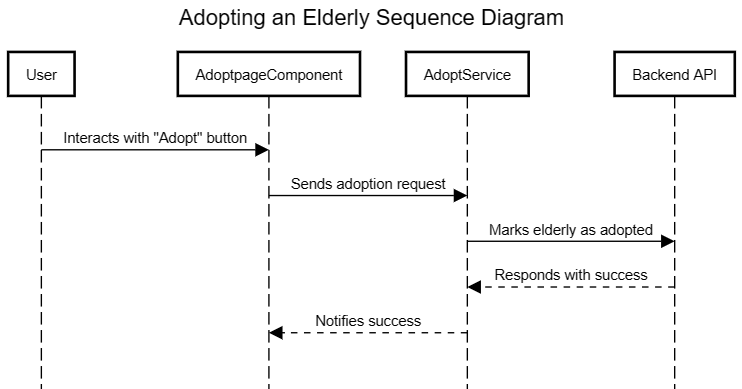 Adopting an Elderly Sequence Diagram
User
AdoptpageComponent
AdoptService
Backend API
Interacts with "Adopt" button
Sends adoption request
Marks elderly as adopted
Responds with success
Notifies success